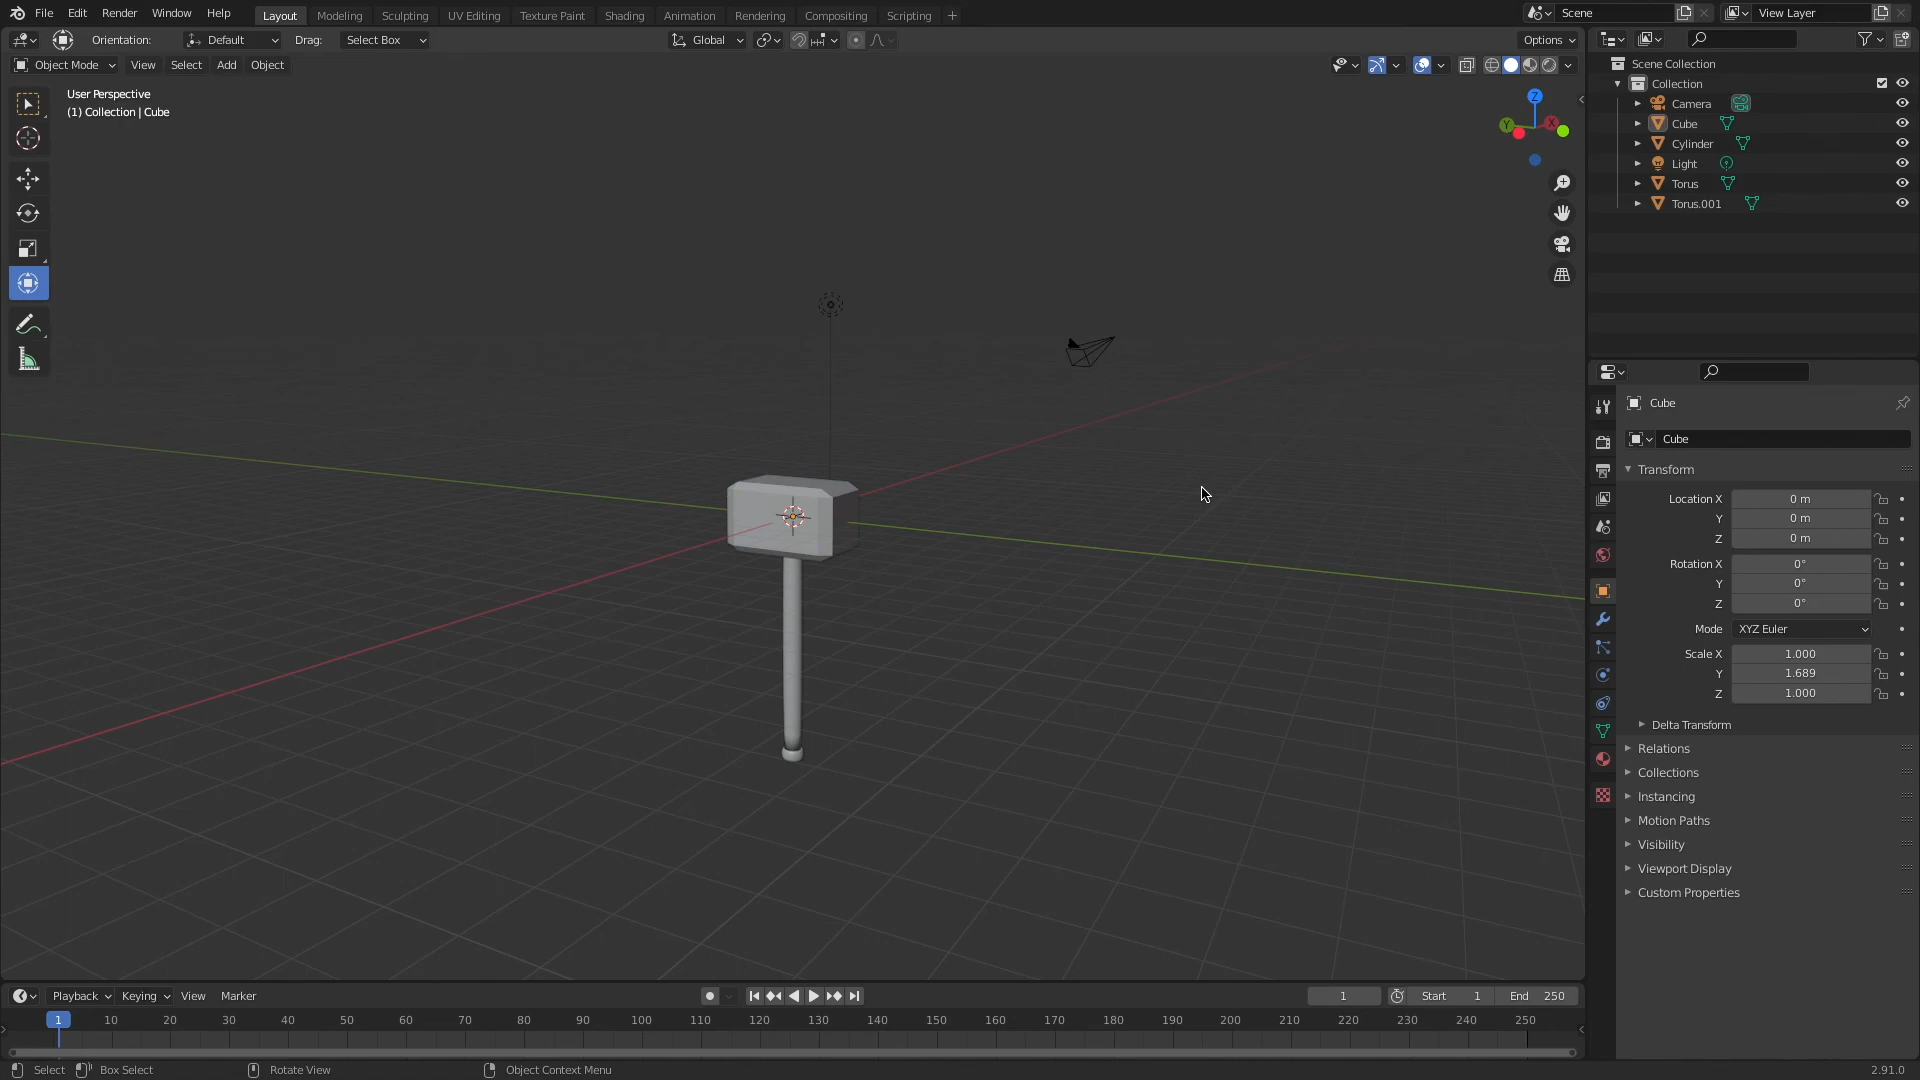 File Edit Render Window Help
Layout Modeling Sculpting UV Editing Texture Paint Shading Animation Rendering Compositing Scripting +
Scene
View Layer
Orientation: Default Drag: Select Box
Global
Options
Object Mode View Select Add Object
User Perspective
(1) Collection | Cube
Z
Y
X
Scene Collection
Collection
Camera
Cube
Cylinder
Light
Torus
Torus.001
Cube
Cube
Transform
Location X 0 m
Y 0 m
Z 0 m
Rotation X 0°
Y 0°
Z 0°
Mode XYZ Euler
Scale X 1.000
Y 1.689
Z 1.000
Delta Transform
Relations
Collections
Instancing
Motion Paths
Visibility
Viewport Display
Custom Properties
Playback Keying View Marker
1 Start 1 End 250
1 10 20 30 40 50 60 70 80 90 100 110 120 130 140 150 160 170 180 190 200 210 220 230 240 250
Select Box Select Rotate View Object Context Menu
2.91.0